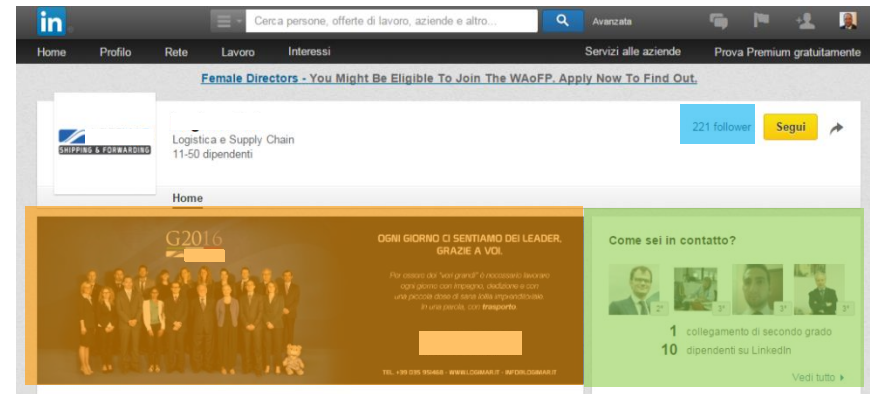 in
Cerca persone, offerte di lavoro, aziende e altro...
Avanzata
Home Profilo Rete Lavoro Interessi Servizi alle aziende Prova Premium gratuitamente
Female Directors - You Might Be Eligible To Join The WAoFP. Apply Now To Find Out.
SHIPPING & FORWARDING
Logistica e Supply Chain
11-50 dipendenti
221 follower
Segui
Home
G2016
OGNI GIORNO CI SENTIAMO DEI LEADER.
GRAZIE A VOI.
Per essere dei "veri grandi" è necessario lavorare
ogni giorno con impegno, dedizione e con
una piccola dose di sana follia imprenditoriale.
In una parola, con trasporto.
Come sei in contatto?
2° 3° 3° 3°
1 collegamento di secondo grado
10 dipendenti su LinkedIn
Vedi tutto